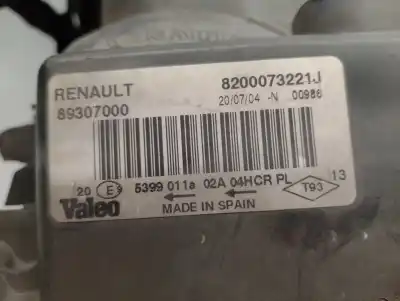 RENAULT 8200073221J
89307000 20/07/04 -N 00986
20 E 5399 011a 02A 04HCR PL T93 13
Valeo MADE IN SPAIN